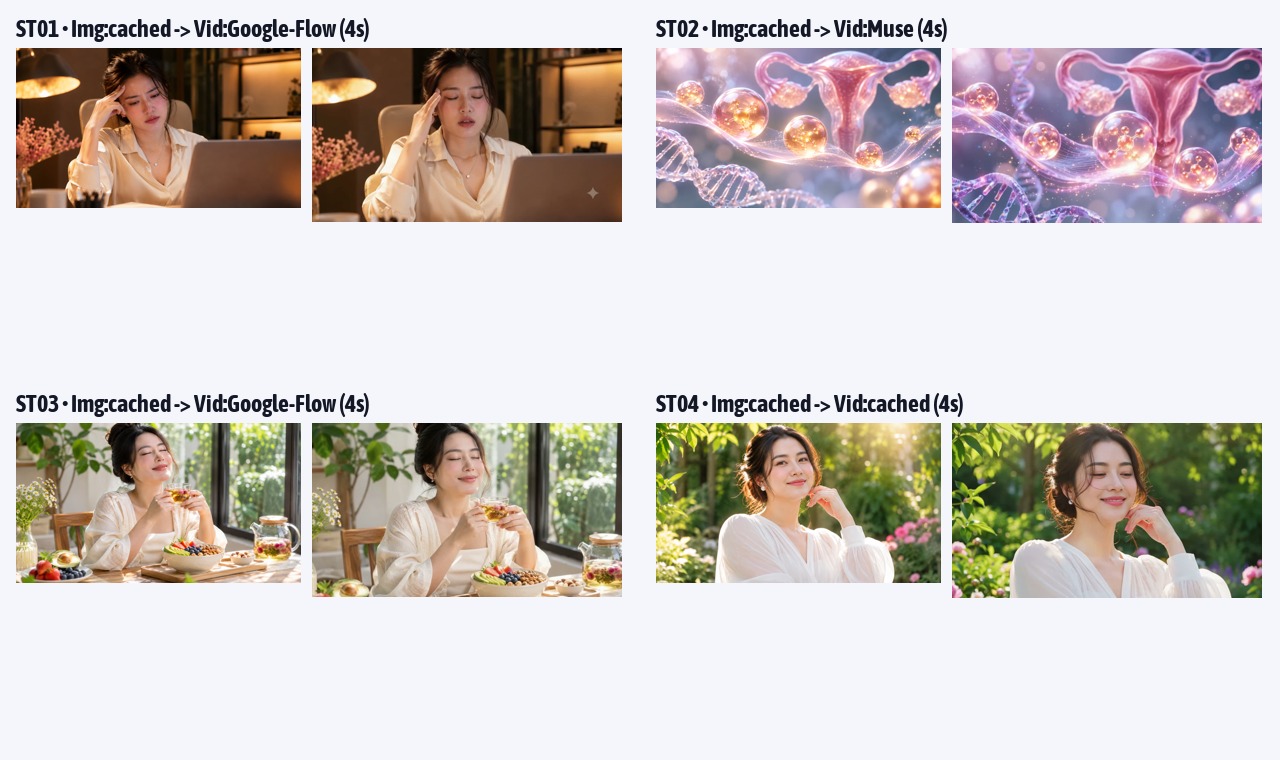 ST01 • Img:cached -> Vid:Google-Flow (4s)
ST02 • Img:cached -> Vid:Muse (4s)
ST03 • Img:cached -> Vid:Google-Flow (4s)
ST04 • Img:cached -> Vid:cached (4s)